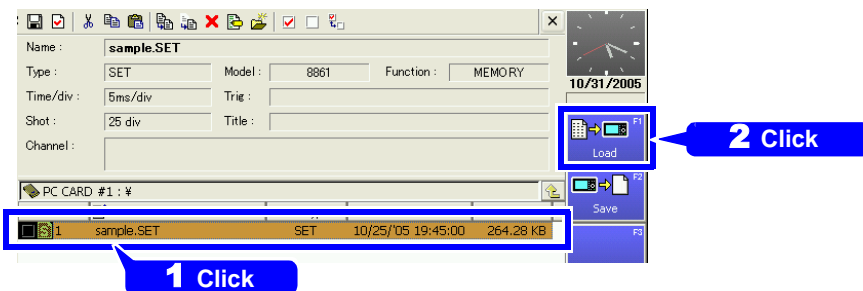 Name : sample.SET
Type : SET Model : 8861 Function : MEMORY
10/31/2005
Time/div : 5ms/div Trig :
Shot : 25 div Title :
F1
Load
2 Click
Channel :
PC CARD #1 : ¥
F2
Save
1 sample.SET SET 10/25/'05 19:45:00 264.28 KB
F3
1 Click